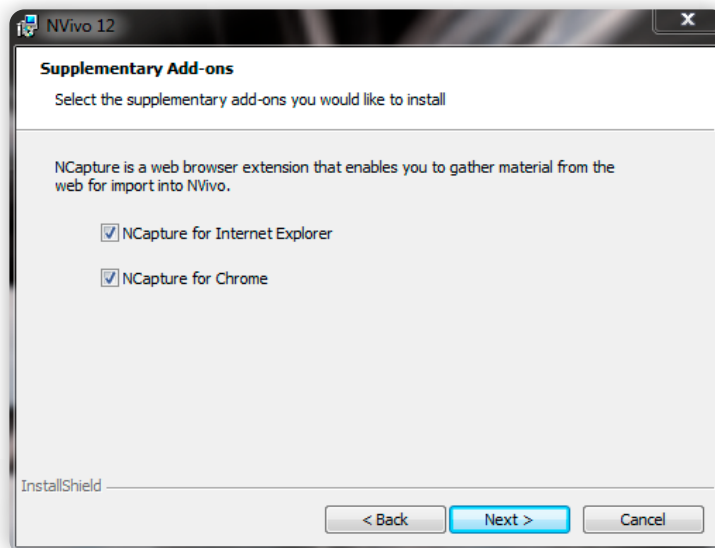 NVivo 12
Supplementary Add-ons
Select the supplementary add-ons you would like to install
NCapture is a web browser extension that enables you to gather material from the
web for import into NVivo.
NCapture for Internet Explorer
NCapture for Chrome
InstallShield
< Back Next > Cancel